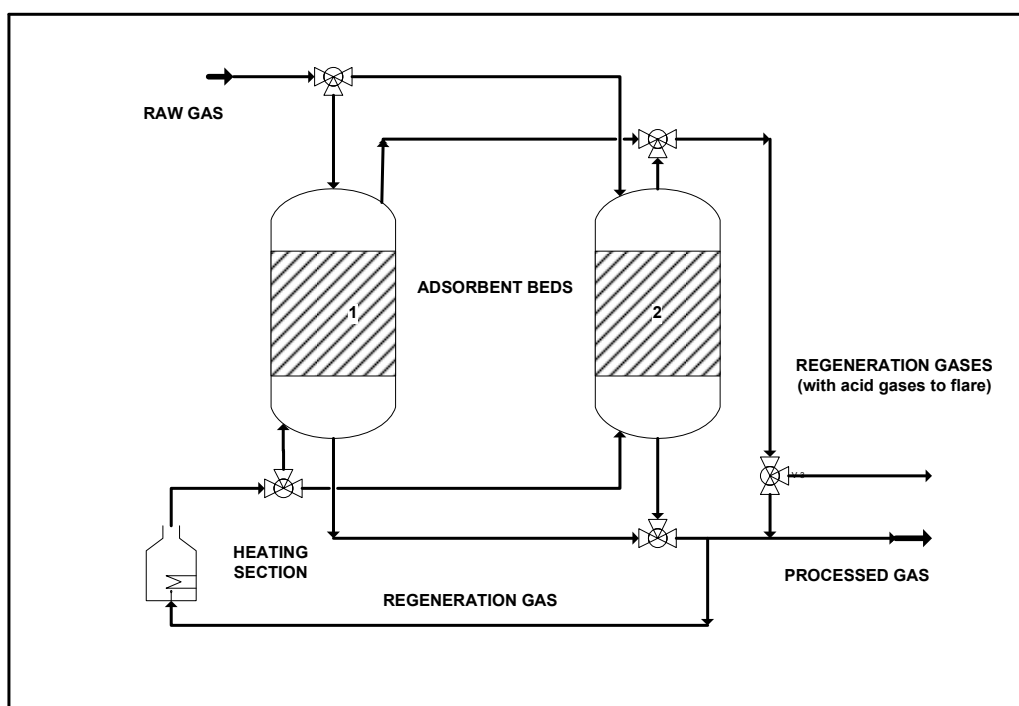 RAW GAS
ADSORBENT BEDS
1
2
REGENERATION GASES
(with acid gases to flare)
HEATING
SECTION
PROCESSED GAS
REGENERATION GAS